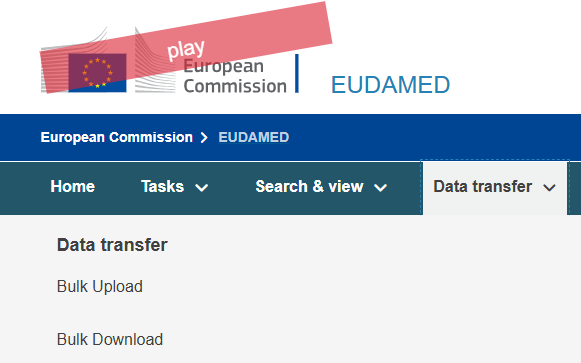 play
European
Commission
EUDAMED
European Commission > EUDAMED
Home Tasks Search & view Data transfer
Data transfer
Bulk Upload
Bulk Download